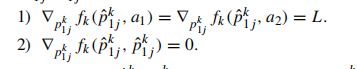 1) ∇_{p^k_{1j}} f_k(p̂^k_{1j}, a_1) = ∇_{p^k_{1j}} f_k(p̂^k_{1j}, a_2) = L.
2) ∇_{p^k_{1j}} f_k(p̂^k_{1j}, p̂^k_{1j}) = 0.